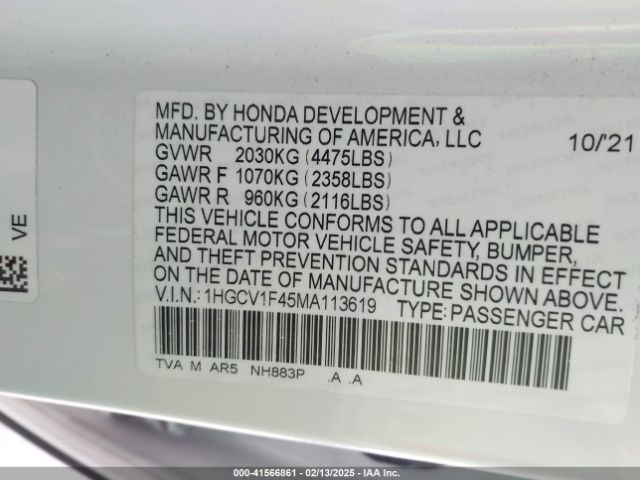 MFD. BY HONDA DEVELOPMENT &
MANUFACTURING OF AMERICA, LLC 10/'21
GVWR 2030KG (4475LBS)
GAWR F 1070KG (2358LBS)
GAWR R 960KG (2116LBS)
THIS VEHICLE CONFORMS TO ALL APPLICABLE
FEDERAL MOTOR VEHICLE SAFETY, BUMPER,
AND THEFT PREVENTION STANDARDS IN EFFECT
ON THE DATE OF MANUFACTURE SHOWN ABOVE.
V.I.N.: 1HGCV1F45MA113619 TYPE: PASSENGER CAR
TVA M AR5 NH883P .A .A
VE
000-41566861 - 02/13/2025 - IAA Inc.